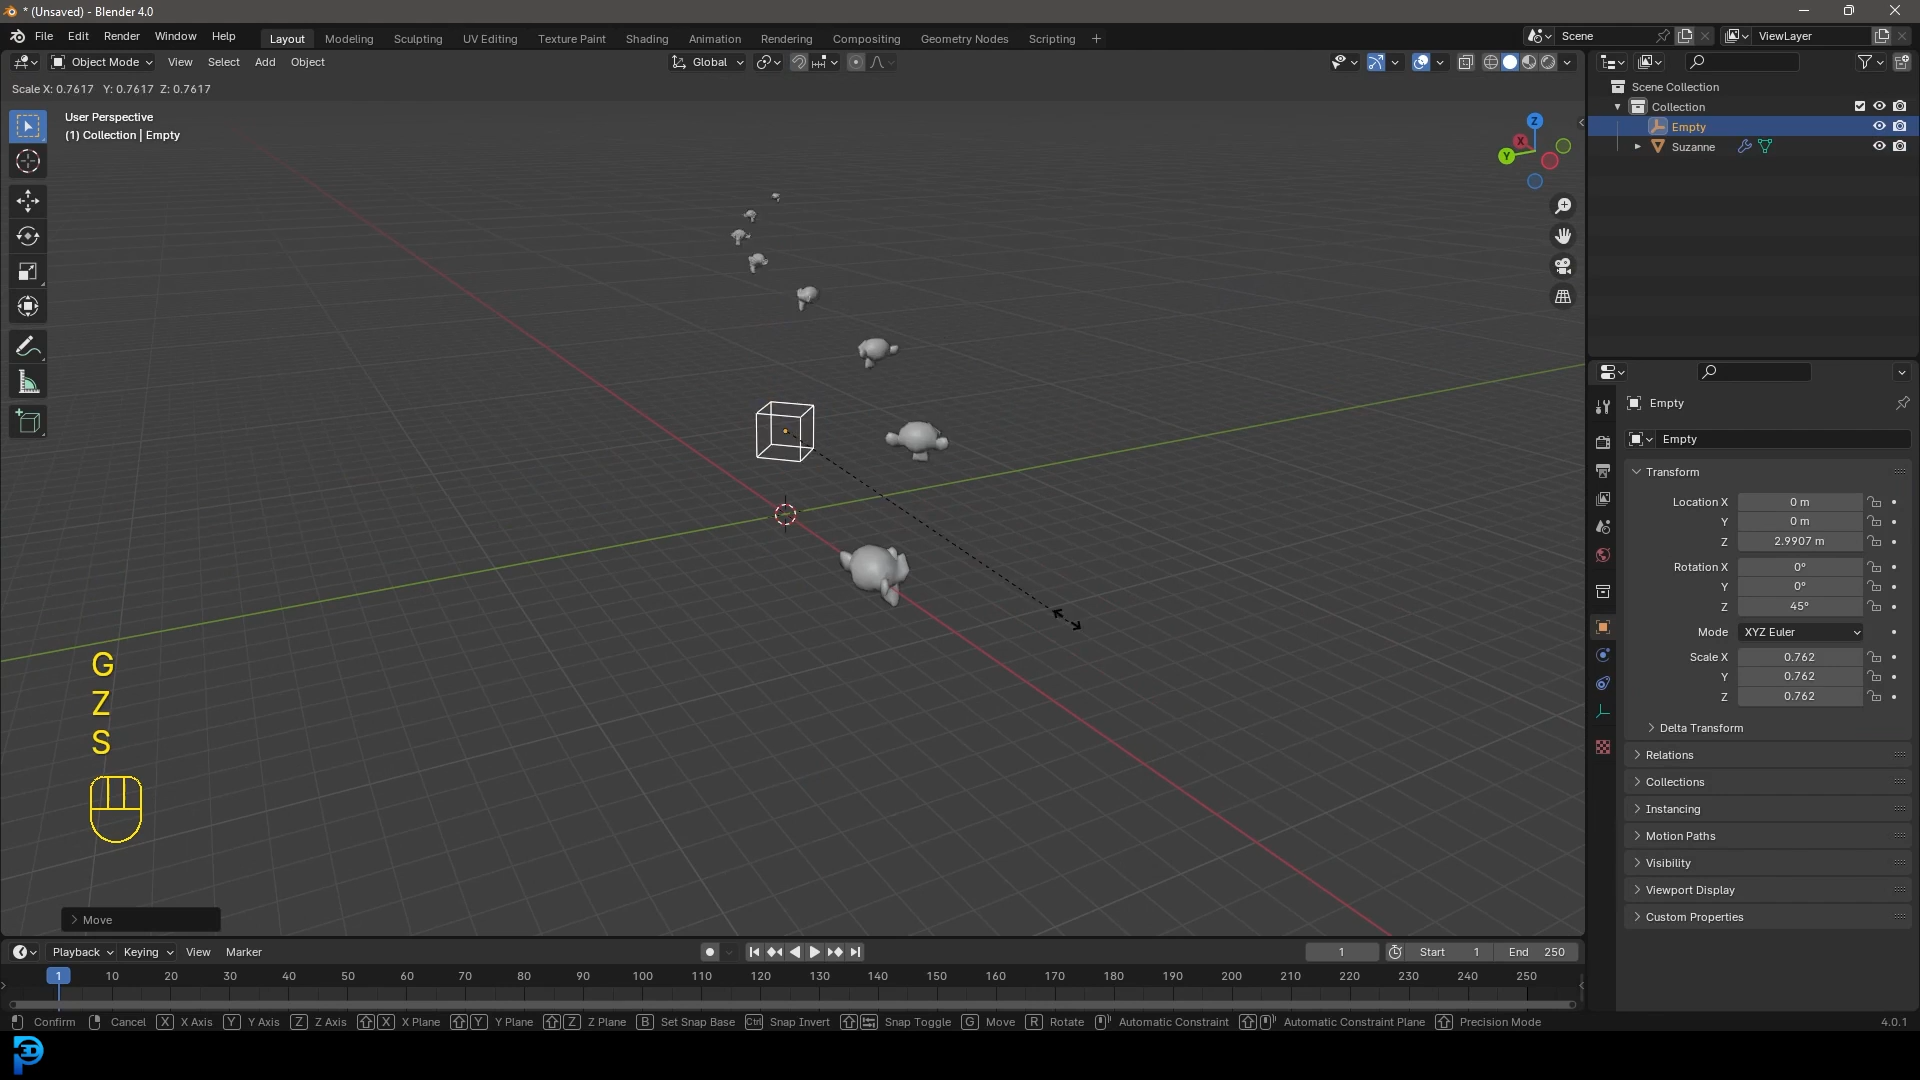 * (Unsaved) - Blender 4.0
File Edit Render Window Help
Layout Modeling Sculpting UV Editing Texture Paint Shading Animation Rendering Compositing Geometry Nodes Scripting +
Scene
ViewLayer
Object Mode View Select Add Object
Global
Scale X: 0.7617 Y: 0.7617 Z: 0.7617
User Perspective
(1) Collection | Empty
Z
X
Y
G
Z
S
Move
Scene Collection
Collection
Empty
Suzanne
Empty
Empty
Transform
Location X 0 m
Y 0 m
Z 2.9907 m
Rotation X 0°
Y 0°
Z 45°
Mode XYZ Euler
Scale X 0.762
Y 0.762
Z 0.762
Delta Transform
Relations
Collections
Instancing
Motion Paths
Visibility
Viewport Display
Custom Properties
Playback Keying View Marker
1 Start 1 End 250
1 10 20 30 40 50 60 70 80 90 100 110 120 130 140 150 160 170 180 190 200 210 220 230 240 250
Confirm Cancel X X Axis Y Y Axis Z Z Axis X X Plane Y Y Plane Z Z Plane B Set Snap Base Ctrl Snap Invert Snap Toggle G Move R Rotate Automatic Constraint Automatic Constraint Plane Precision Mode 4.0.1
3D